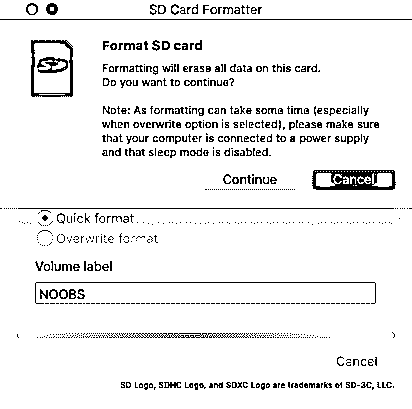 SD Card Formatter
Format SD card
Formatting will erase all data on this card.
Do you want to continue?
Note: As formatting can take some time (especially
when overwrite option is selected), please make sure
that your computer is connected to a power supply
and that sleep mode is disabled.
Continue
Cancel
Quick format
Overwrite format
Volume label
NOOBS
Cancel
SD Logo, SDHC Logo, and SDXC Logo are trademarks of SD-3C, LLC.